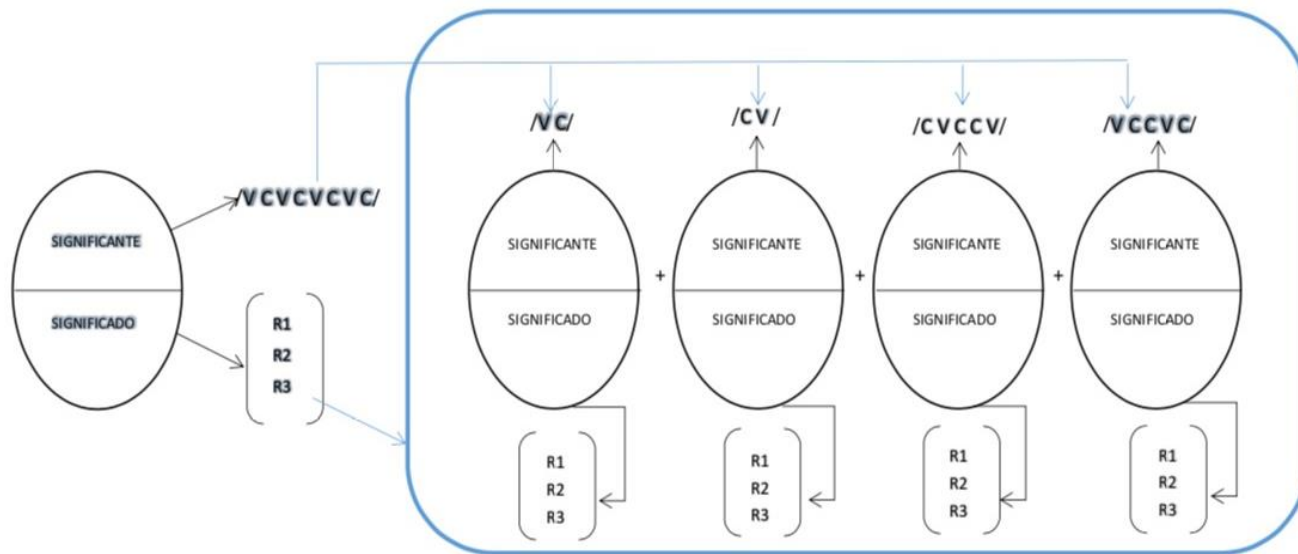 /VC/ /CV/ /CVCCV/ /VCCVC/
/VCVCVCVC/
SIGNIFICANTE SIGNIFICANTE SIGNIFICANTE SIGNIFICANTE SIGNIFICANTE
+ + +
SIGNIFICADO SIGNIFICADO SIGNIFICADO SIGNIFICADO SIGNIFICADO
R1
R2
R3
R1 R1 R1 R1
R2 R2 R2 R2
R3 R3 R3 R3